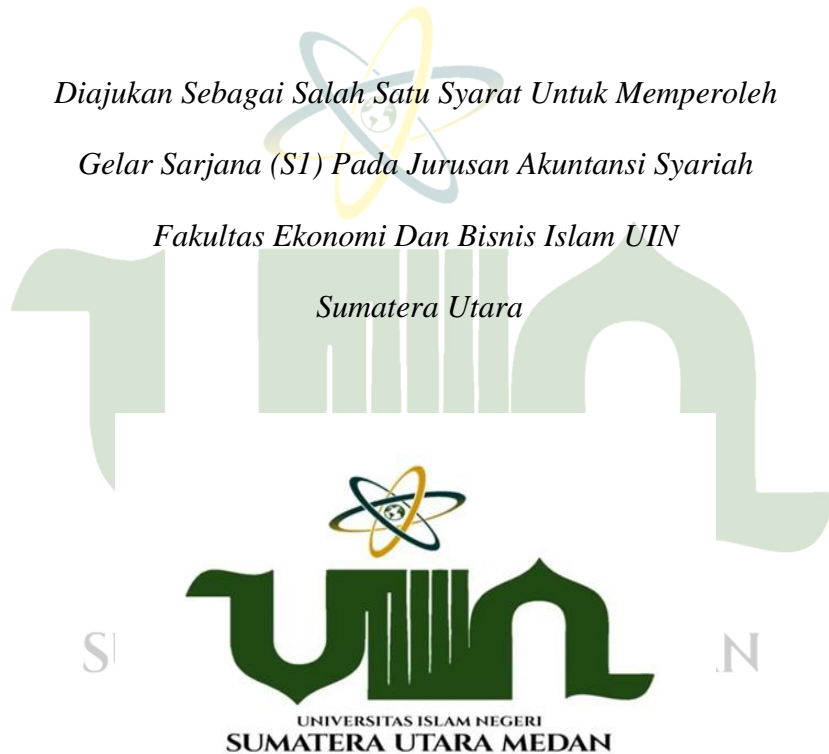 Diajukan Sebagai Salah Satu Syarat Untuk Memperoleh
Gelar Sarjana (S1) Pada Jurusan Akuntansi Syariah
Fakultas Ekonomi Dan Bisnis Islam UIN
Sumatera Utara
UIN
UNIVERSITAS ISLAM NEGERI
SUMATERA UTARA MEDAN